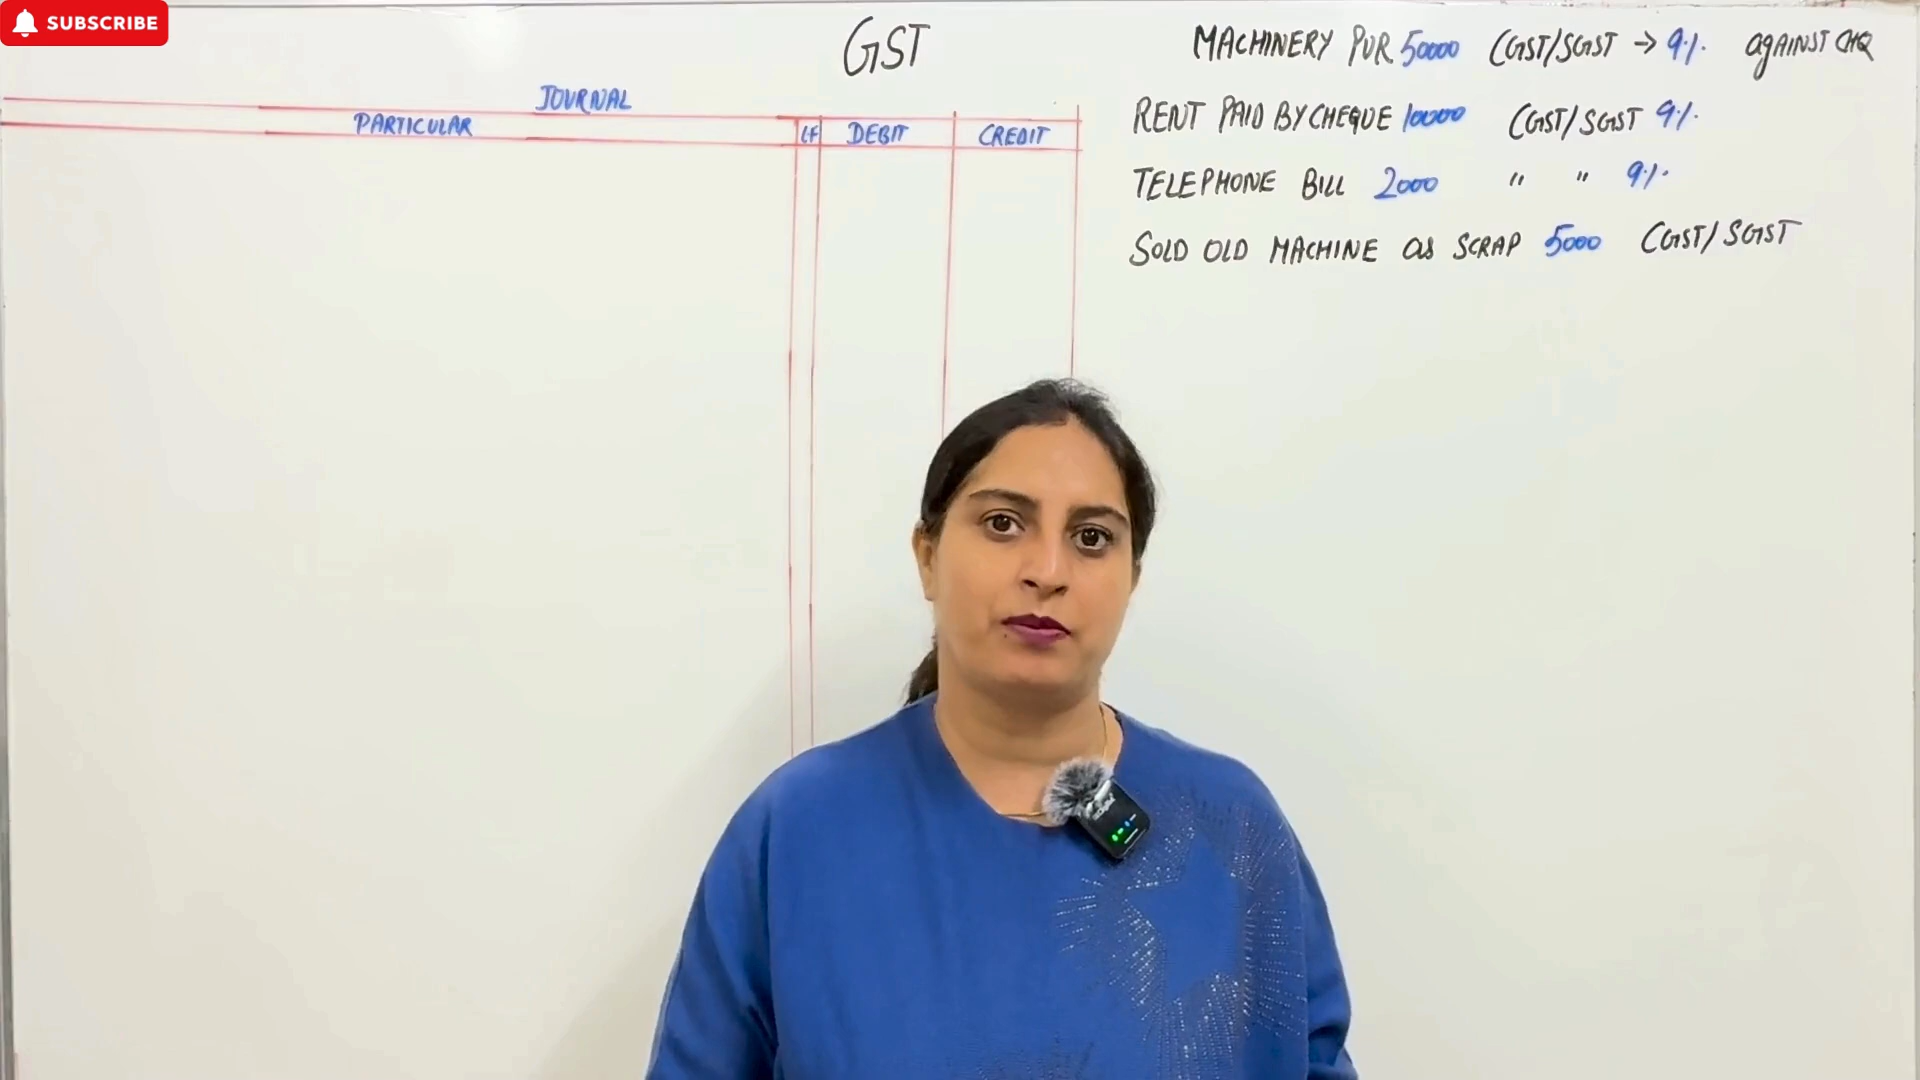 SUBSCRIBE
GST
JOURNAL
PARTICULAR LF DEBIT CREDIT
MACHINERY PUR 50000 CGST/SGST → 9% against CHQ
RENT PAID BY CHEQUE 10000 CGST/SGST 9%
TELEPHONE BILL 2000 " " 9%
SOLD OLD MACHINE as SCRAP 5000 CGST/SGST